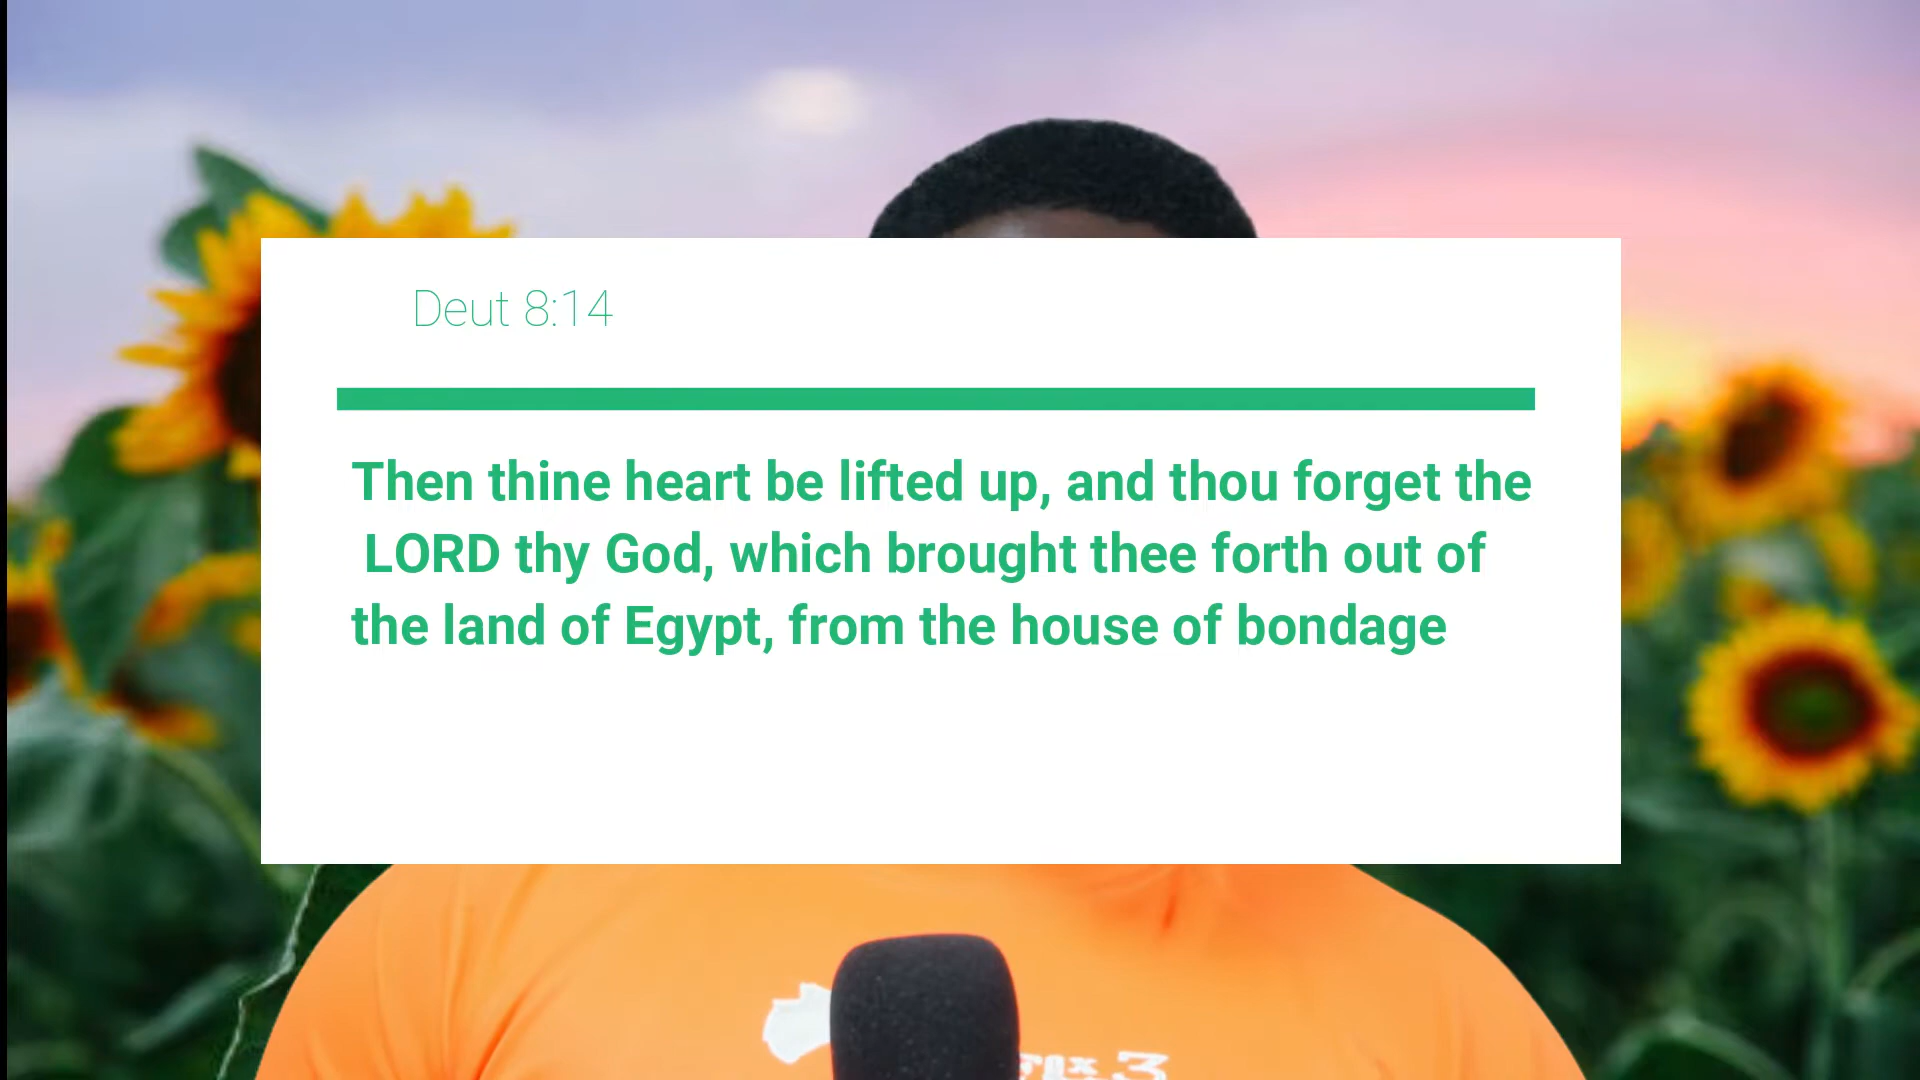 Deut 8:14
Then thine heart be lifted up, and thou forget the
LORD thy God, which brought thee forth out of
the land of Egypt, from the house of bondage